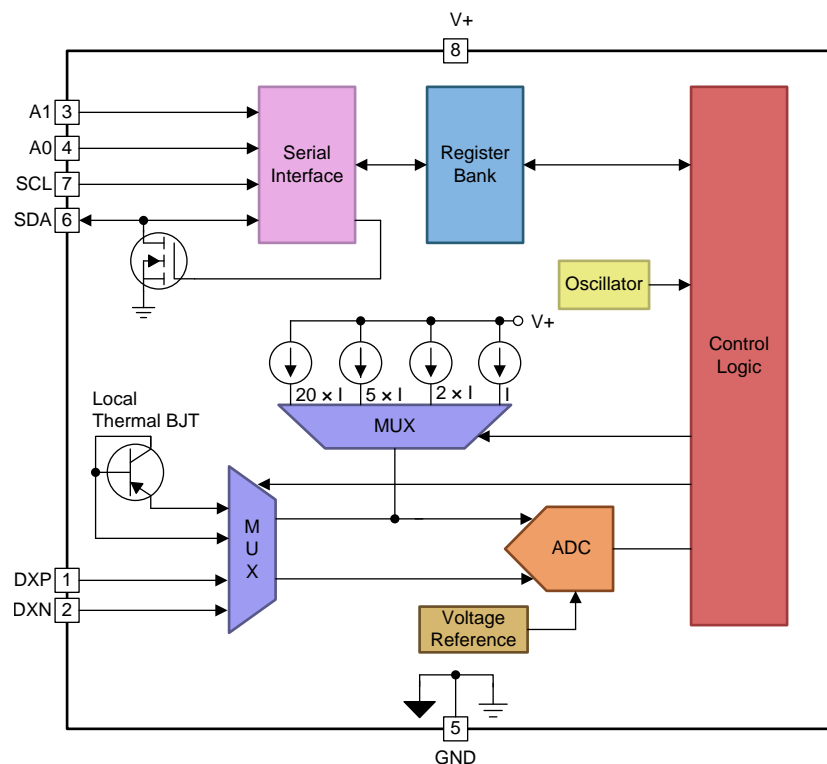 V+
8
A1 3
A0 4
SCL 7
SDA 6
Serial
Interface
Register
Bank
Oscillator
Control
Logic
V+
20 x I 5 x I 2 x I I
MUX
Local
Thermal BJT
M
U
X
ADC
DXP 1
DXN 2
Voltage
Reference
5
GND